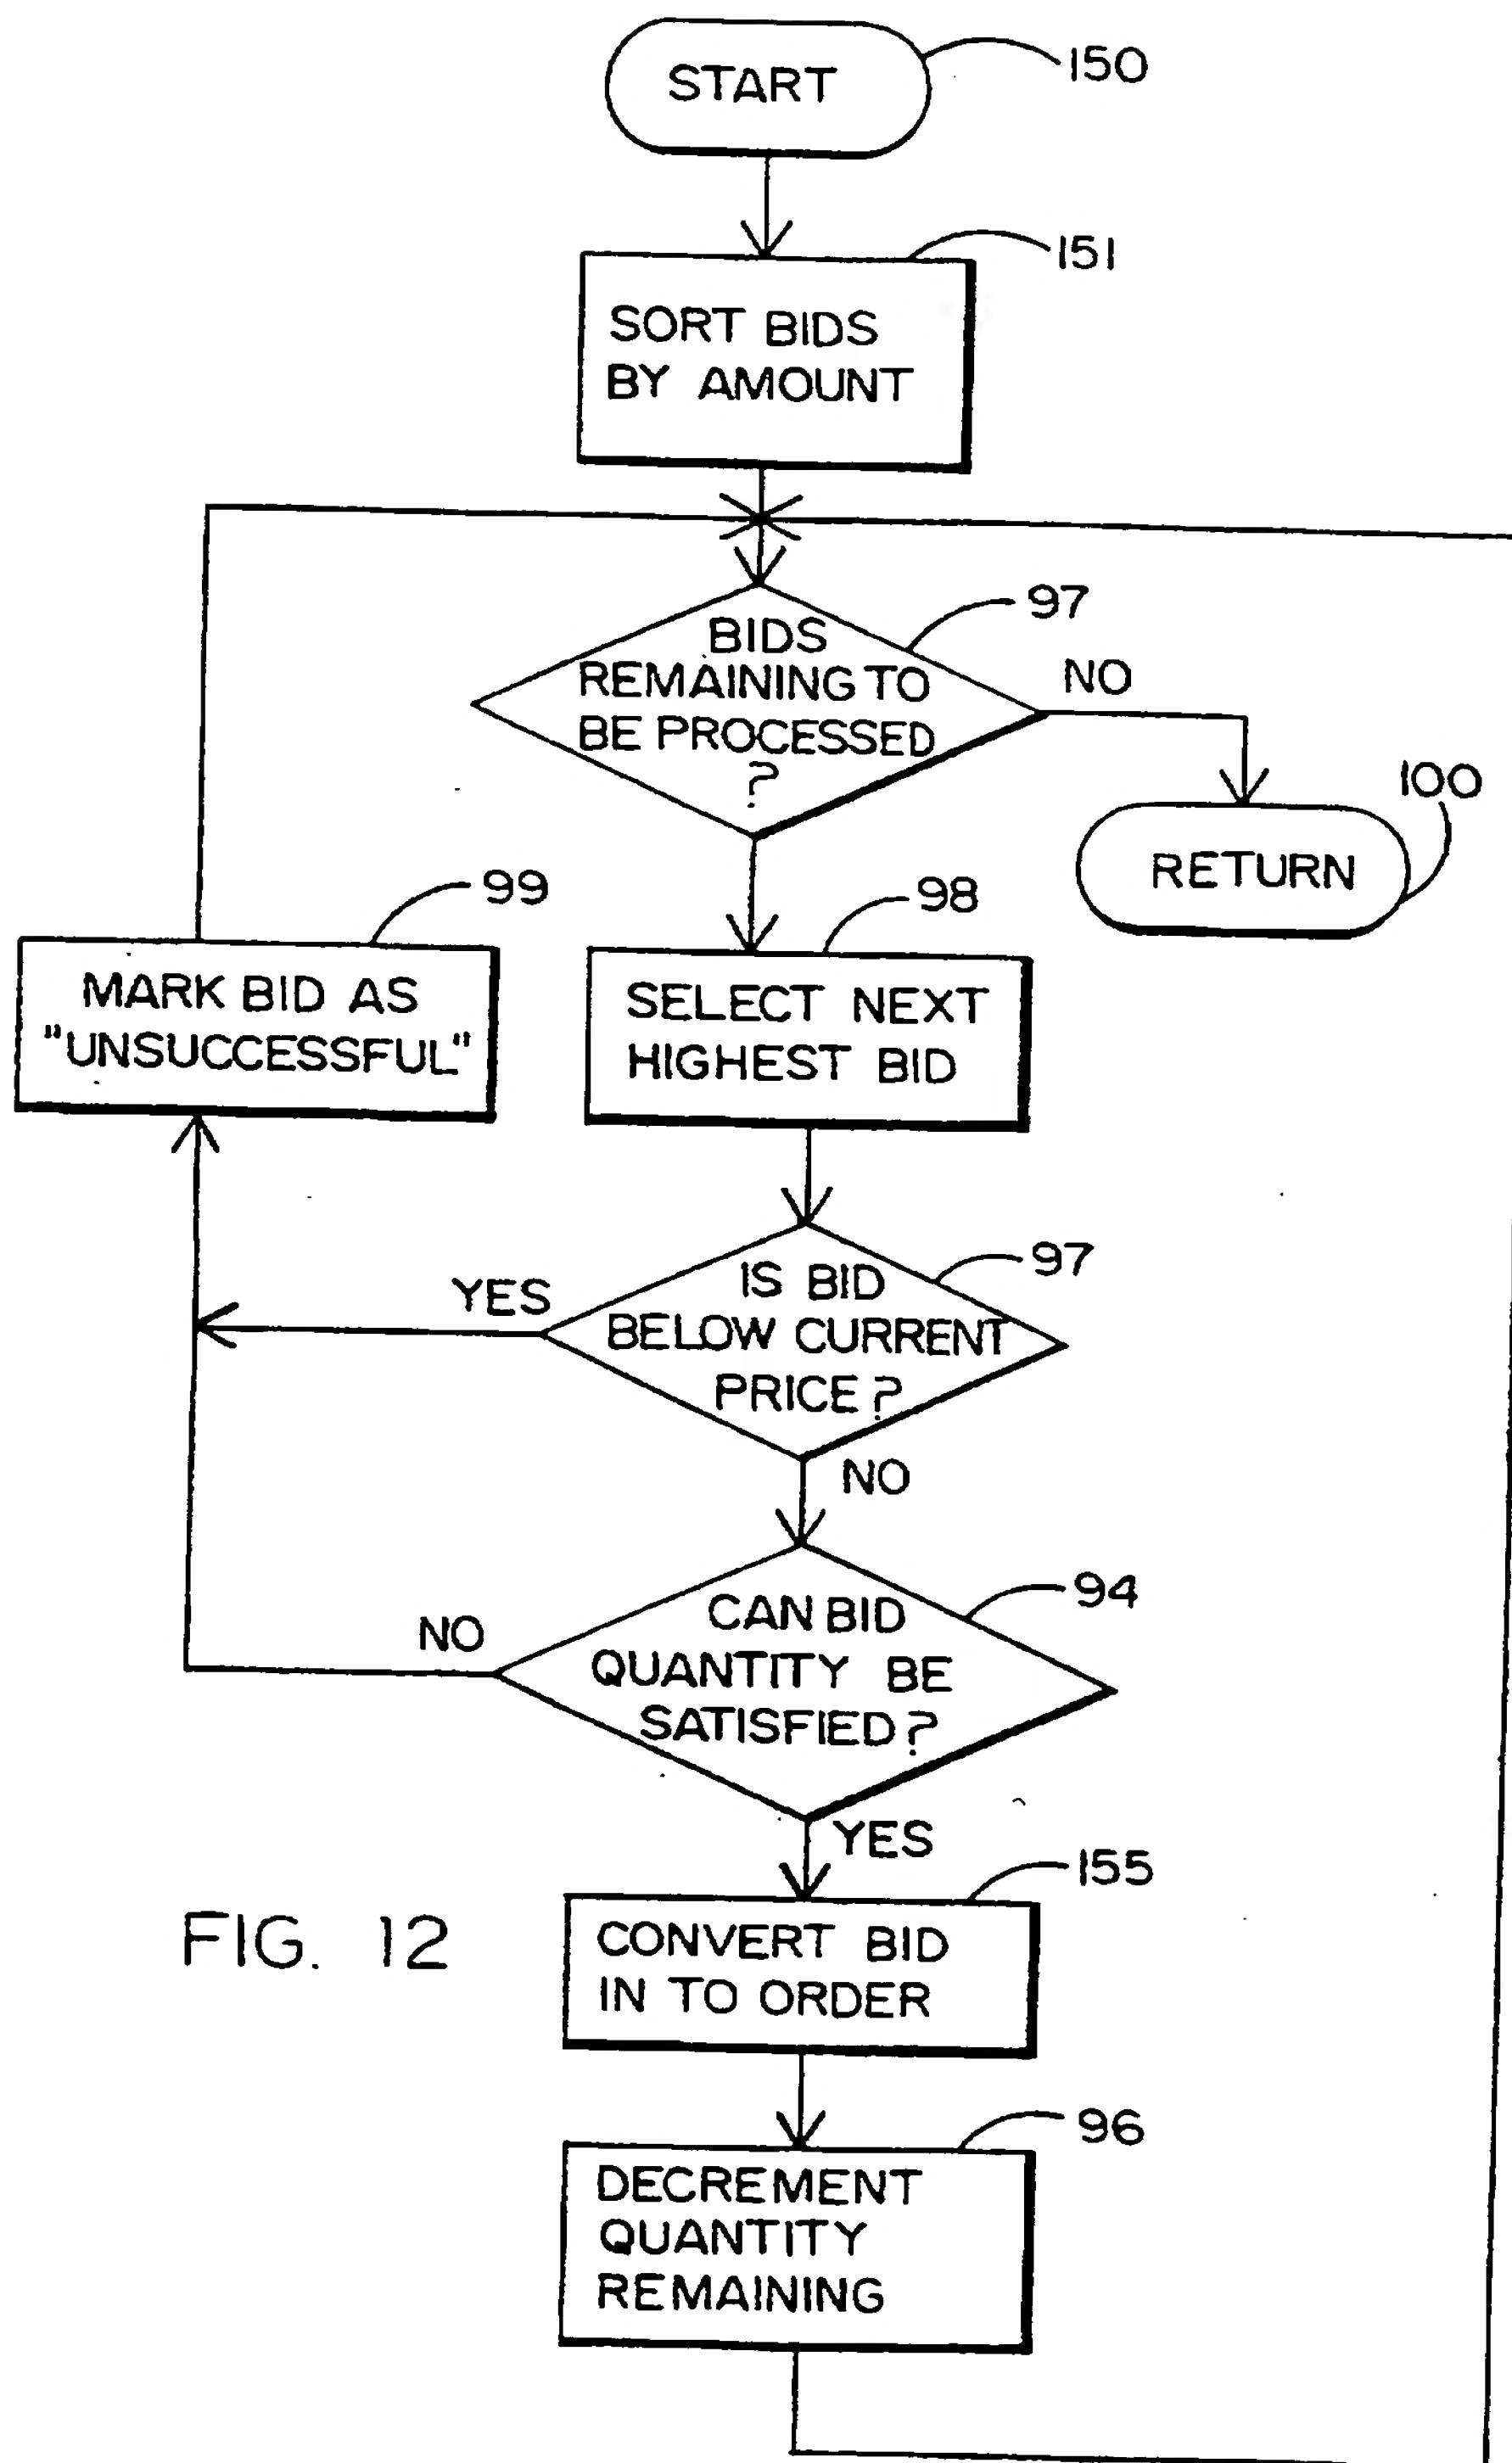 START
150
151
SORT BIDS
BY AMOUNT
97
BIDS
REMAINING TO
BE PROCESSED
?
NO
100
RETURN
99
MARK BID AS
"UNSUCCESSFUL"
98
SELECT NEXT
HIGHEST BID
97
YES
IS BID
BELOW CURRENT
PRICE?
NO
94
NO
CAN BID
QUANTITY BE
SATISFIED?
YES
155
CONVERT BID
IN TO ORDER
FIG. 12
96
DECREMENT
QUANTITY
REMAINING